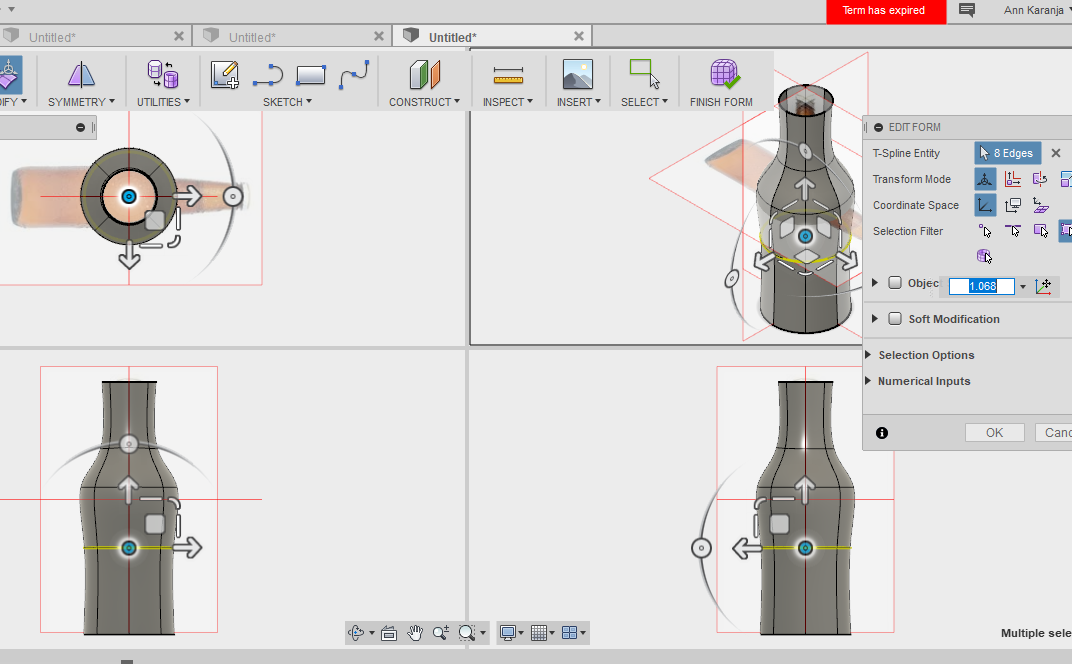 Term has expired
Ann Karanja
Untitled*
Untitled*
Untitled*
DIFY
SYMMETRY
UTILITIES
SKETCH
CONSTRUCT
INSPECT
INSERT
SELECT
FINISH FORM
EDIT FORM
T-Spline Entity
8 Edges
Transform Mode
Coordinate Space
Selection Filter
Objec
1.068
Soft Modification
Selection Options
Numerical Inputs
OK
Canc
Multiple sele